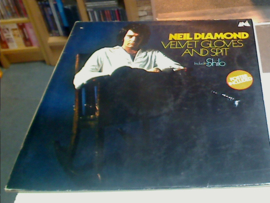 NEIL DIAMOND
VELVET GLOVES
AND SPIT
Shilo